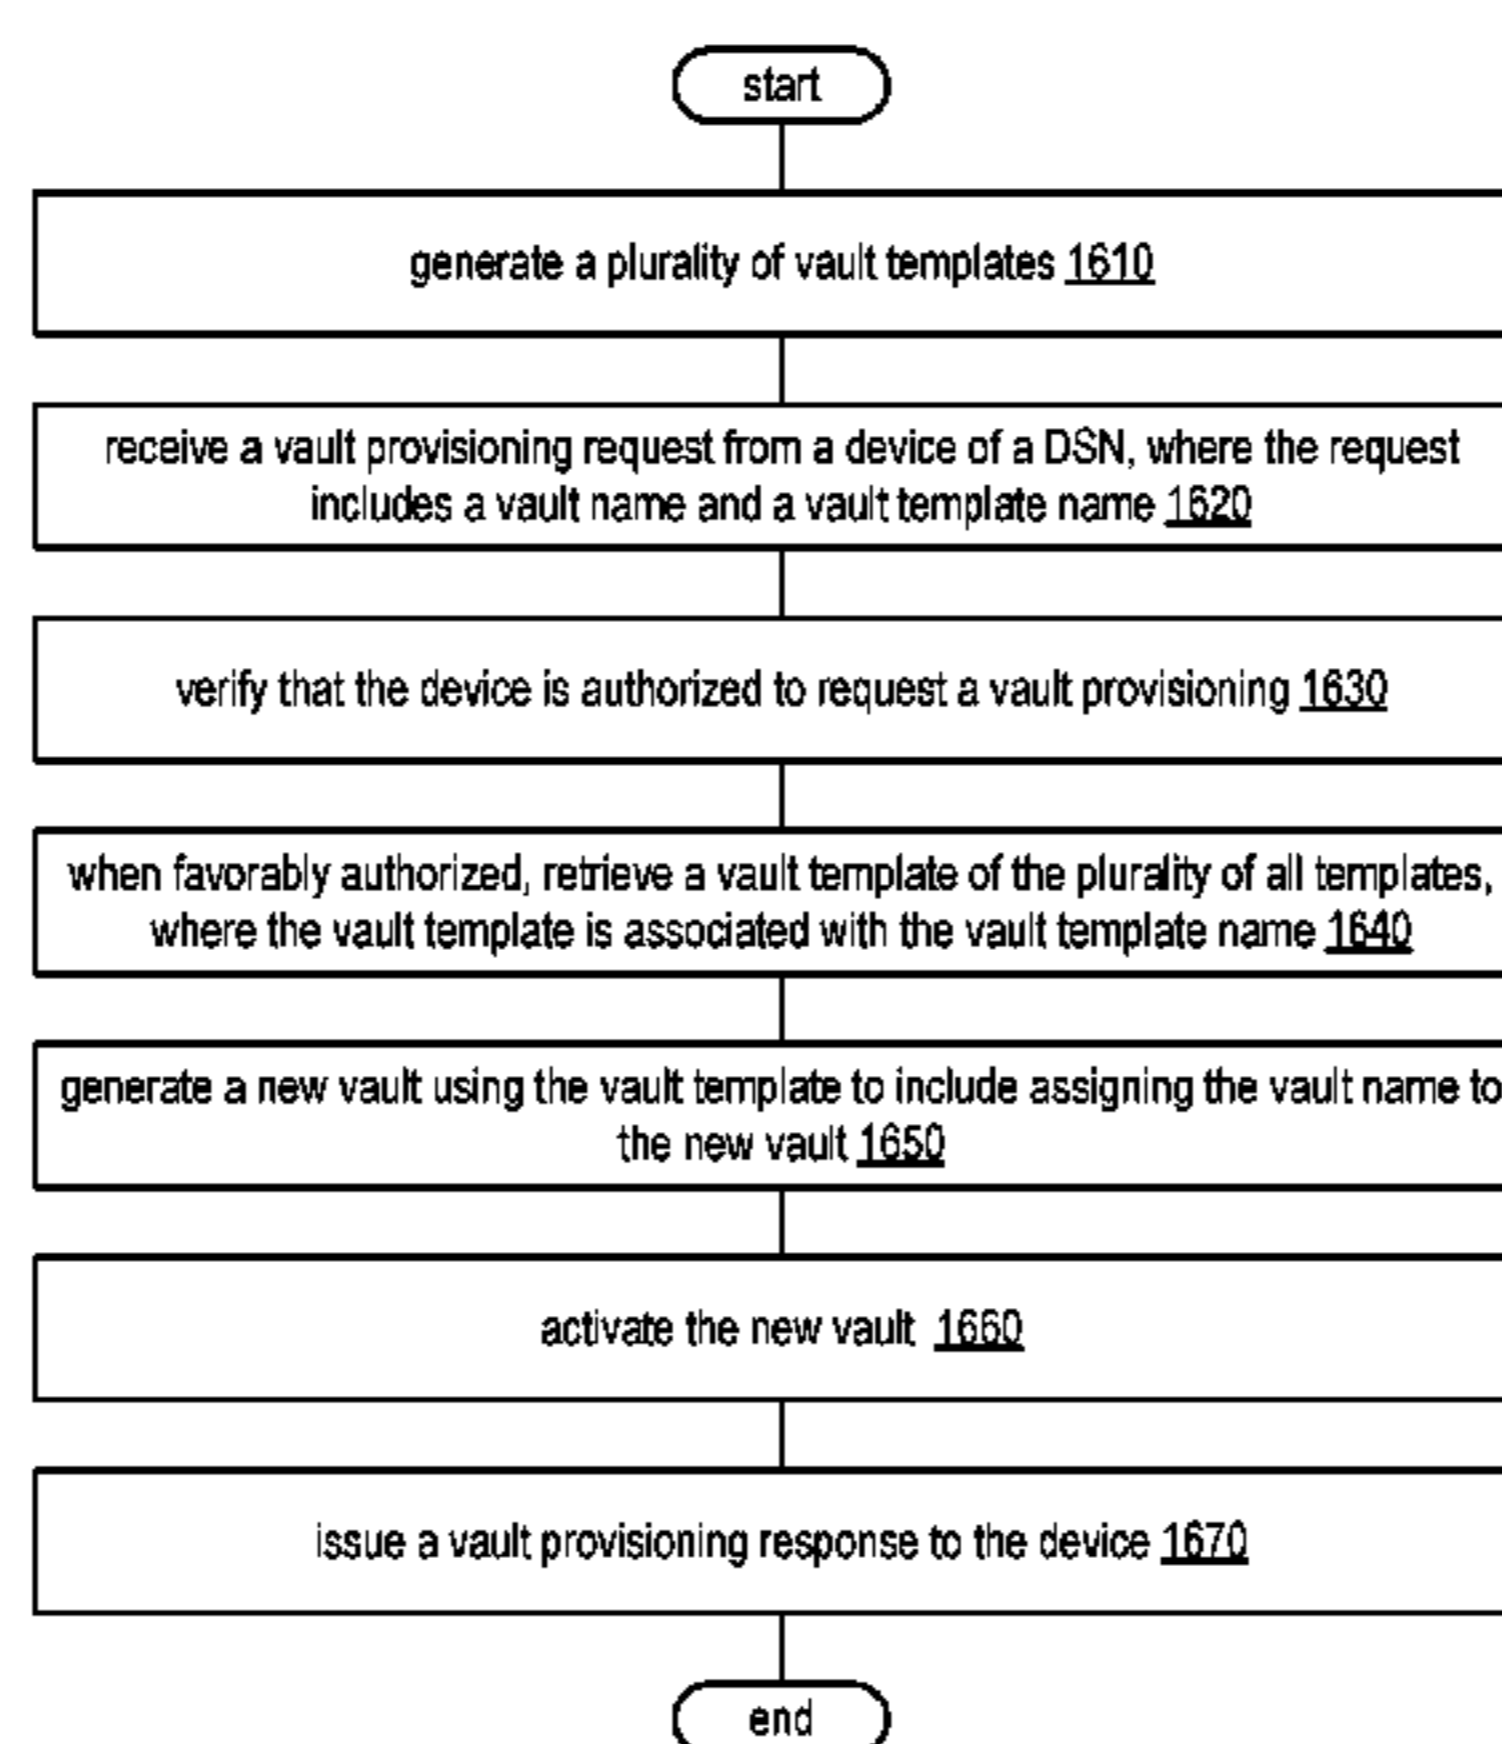 start
generate a plurality of vault templates 1610
receive a vault provisioning request from a device of a DSN, where the request
includes a vault name and a vault template name 1620
verify that the device is authorized to request a vault provisioning 1630
when favorably authorized, retrieve a vault template of the plurality of all templates,
where the vault template is associated with the vault template name 1640
generate a new vault using the vault template to include assigning the vault name to
the new vault 1650
activate the new vault 1660
issue a vault provisioning response to the device 1670
end